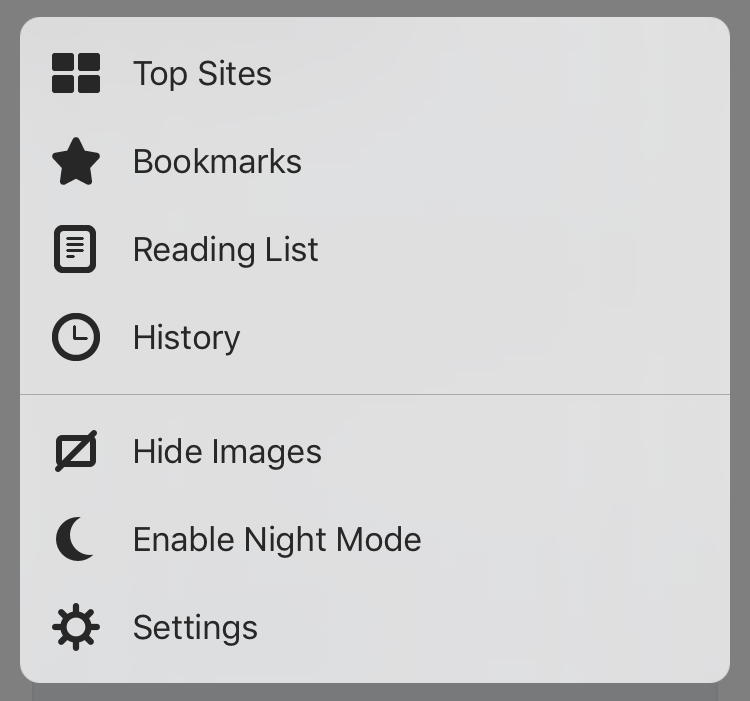 Top Sites
Bookmarks
Reading List
History
Hide Images
Enable Night Mode
Settings